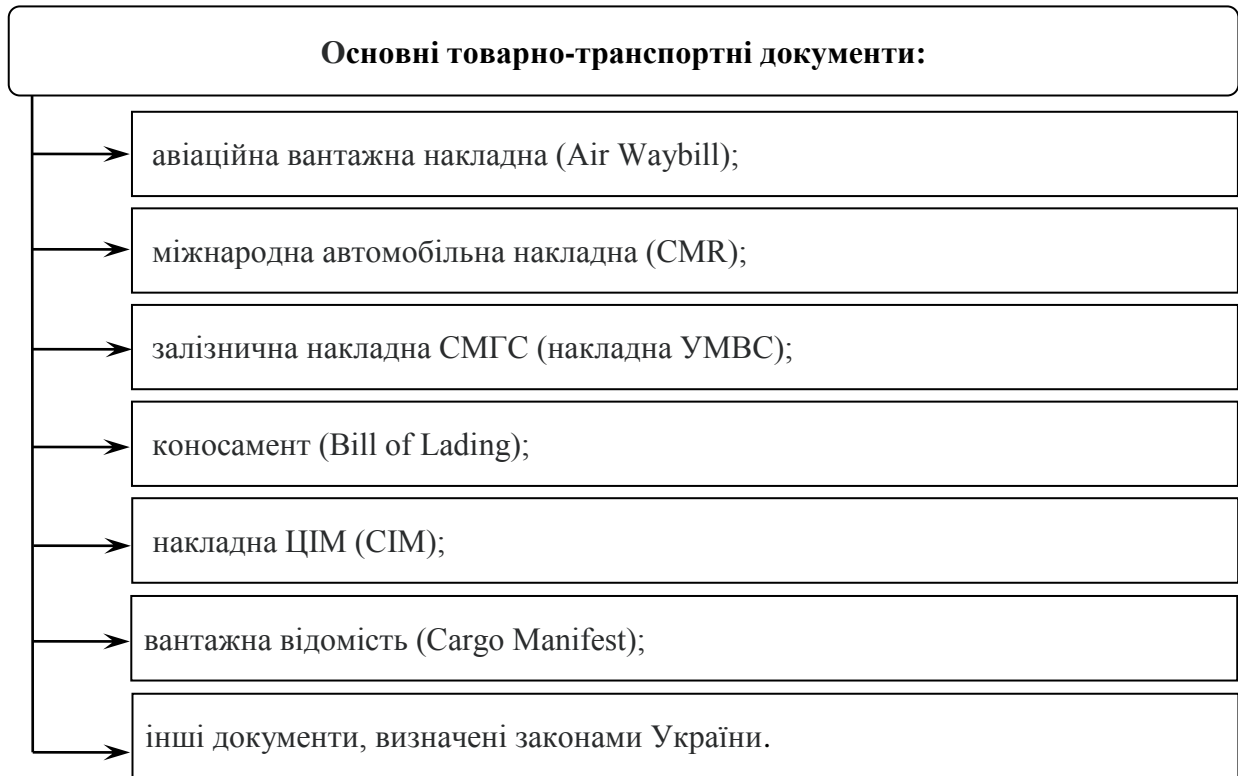 Основні товарно-транспортні документи:
авіаційна вантажна накладна (Air Waybill);
міжнародна автомобільна накладна (CMR);
залізнична накладна СМГС (накладна УМВС);
коносамент (Bill of Lading);
накладна ЦІМ (CIM);
вантажна відомість (Cargo Manifest);
інші документи, визначені законами України.